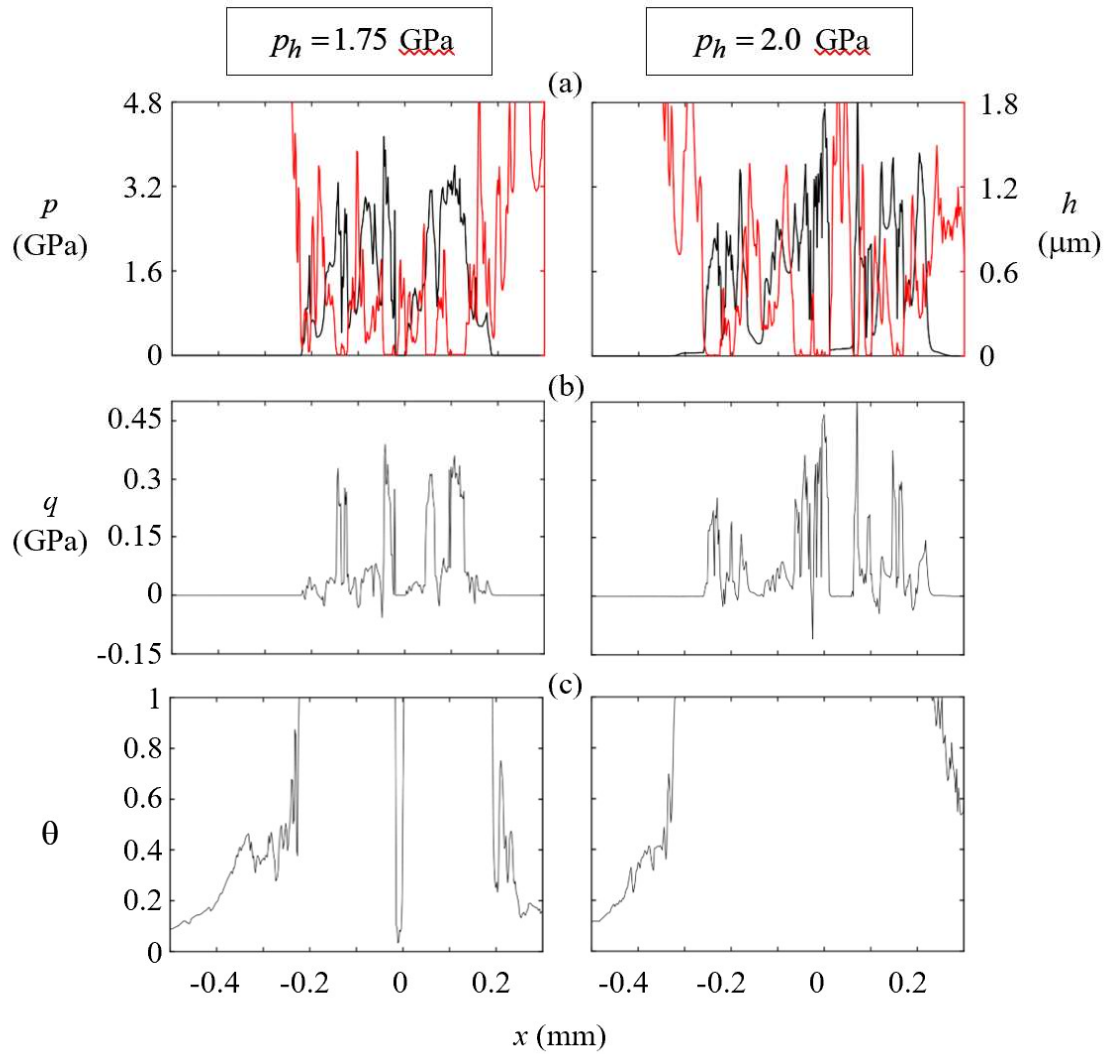 p_h = 1.75 GPa
p_h = 2.0 GPa
(a)
4.8
3.2
1.6
0
p
(GPa)
1.8
1.2
0.6
0
h
(μm)
(b)
0.45
0.3
0.15
0
-0.15
q
(GPa)
(c)
1
0.8
0.6
0.4
0.2
0
θ
-0.4 -0.2 0 0.2
-0.4 -0.2 0 0.2
x (mm)